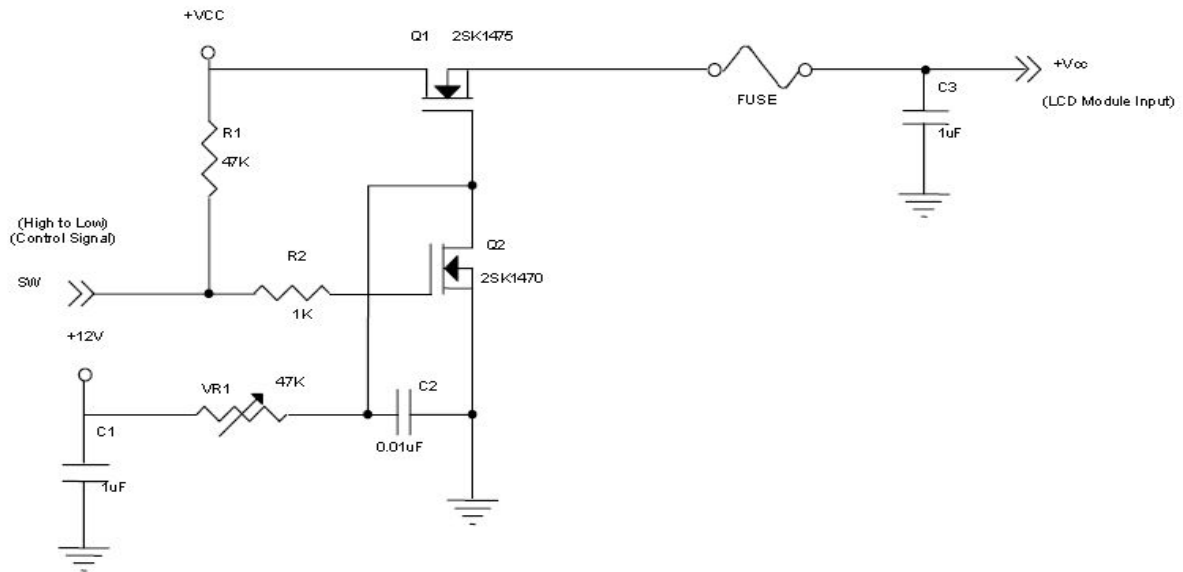 +VCC
Q1 2SK1475
FUSE
+Vcc
C3
(LCD Module Input)
1uF
R1
47K
(High to Low)
(Control Signal)
SW
R2
1K
Q2
2SK1470
+12V
VR1
47K
C2
0.01uF
C1
1uF